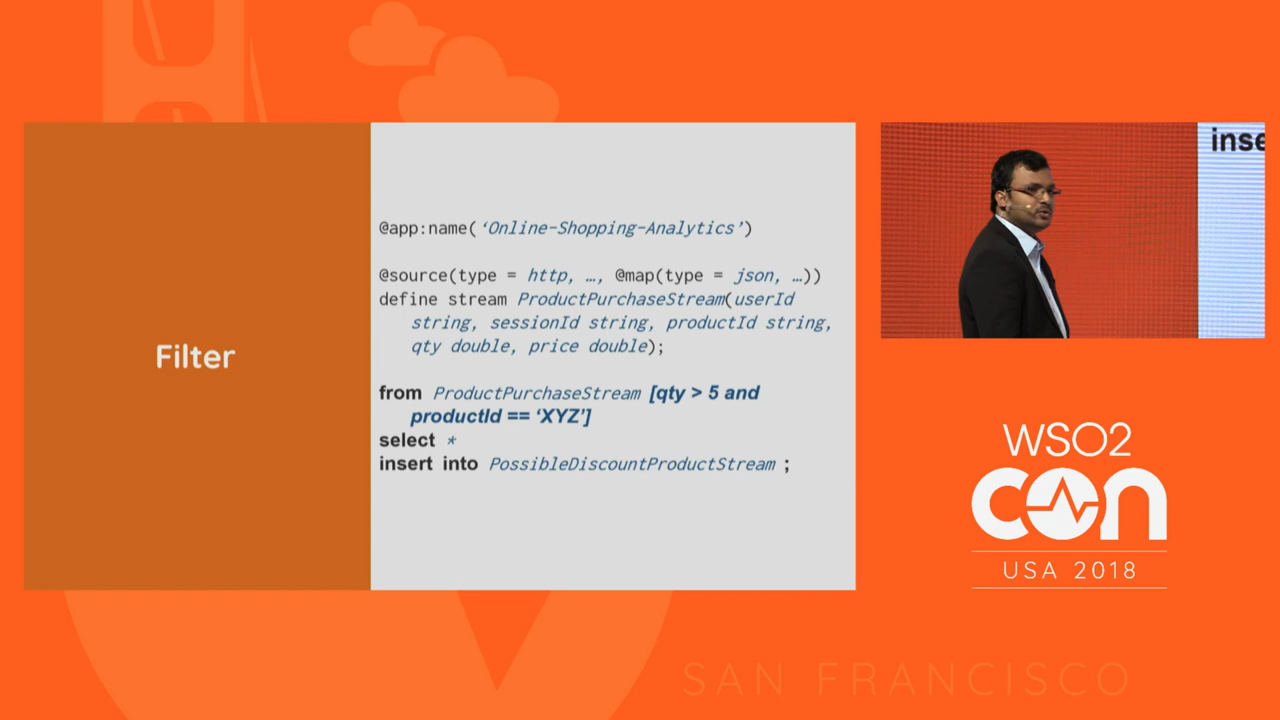 Filter
@app:name(‘Online-Shopping-Analytics’)
@source(type = http, …, @map(type = json, …))
define stream ProductPurchaseStream(userId
string, sessionId string, productId string,
qty double, price double);
from ProductPurchaseStream [qty > 5 and
productId == ‘XYZ’]
select *
insert into PossibleDiscountProductStream ;
inse
WSO2
con
USA 2018
SAN FRANCISCO